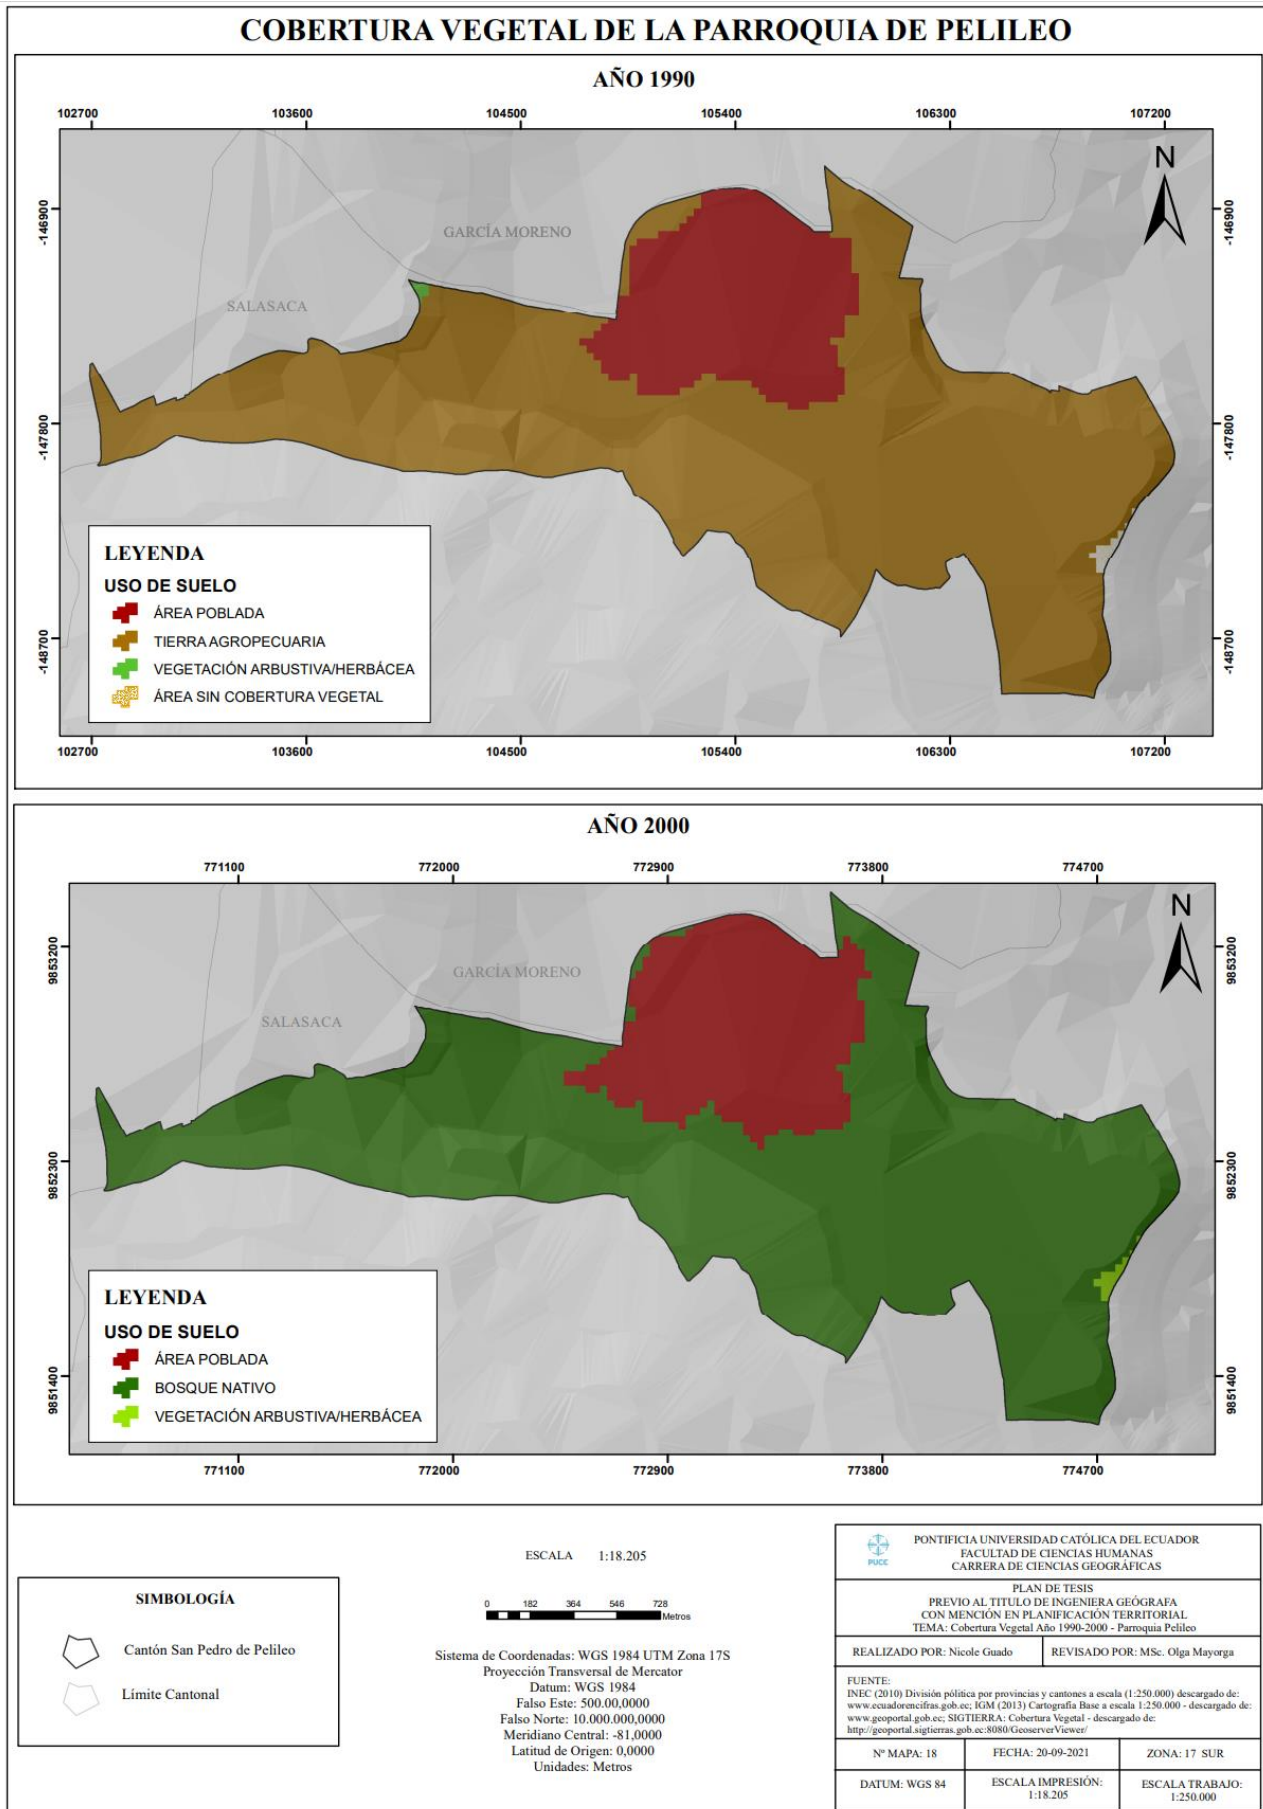 COBERTURA VEGETAL DE LA PARROQUIA DE PELILEO
AÑO 1990
102700 103600 104500 105400 106300 107200
N
-146900 -146900
GARCÍA MORENO
SALASACA
-147800 -147800
LEYENDA
USO DE SUELO
ÁREA POBLADA
TIERRA AGROPECUARIA
VEGETACIÓN ARBUSTIVA/HERBÁCEA
ÁREA SIN COBERTURA VEGETAL
-148700 -148700
102700 103600 104500 105400 106300 107200
AÑO 2000
771100 772000 772900 773800 774700
N
9853200 9853200
GARCÍA MORENO
SALASACA
9852300 9852300
LEYENDA
USO DE SUELO
ÁREA POBLADA
BOSQUE NATIVO
VEGETACIÓN ARBUSTIVA/HERBÁCEA
9851400 9851400
771100 772000 772900 773800 774700
SIMBOLOGÍA
Cantón San Pedro de Pelileo
Límite Cantonal
ESCALA 1:18.205
0 182 364 546 728
Metros
Sistema de Coordenadas: WGS 1984 UTM Zona 17S
Proyección Transversal de Mercator
Datum: WGS 1984
Falso Este: 500.00,0000
Falso Norte: 10.000.000,0000
Meridiano Central: -81,0000
Latitud de Origen: 0,0000
Unidades: Metros
PUCE
PONTIFICIA UNIVERSIDAD CATÓLICA DEL ECUADOR
FACULTAD DE CIENCIAS HUMANAS
CARRERA DE CIENCIAS GEOGRÁFICAS
PLAN DE TESIS
PREVIO AL TITULO DE INGENIERA GEÓGRAFA
CON MENCIÓN EN PLANIFICACIÓN TERRITORIAL
TEMA: Cobertura Vegetal Año 1990-2000 - Parroquia Pelileo
REALIZADO POR: Nicole Guado REVISADO POR: MSc. Olga Mayorga
FUENTE:
INEC (2010) División pólitica por provincias y cantones a escala (1:250.000) descargado de:
www.ecuadorencifras.gob.ec; IGM (2013) Cartografía Base a escala 1:250.000 - descargado de:
www.geoportal.gob.ec; SIGTIERRA: Cobertura Vegetal - descargado de:
http://geoportal.sigtierras.gob.ec:8080/GeoserverViewer/
Nº MAPA: 18 FECHA: 20-09-2021 ZONA: 17 SUR
DATUM: WGS 84 ESCALA IMPRESIÓN: 1:18.205 ESCALA TRABAJO: 1:250.000